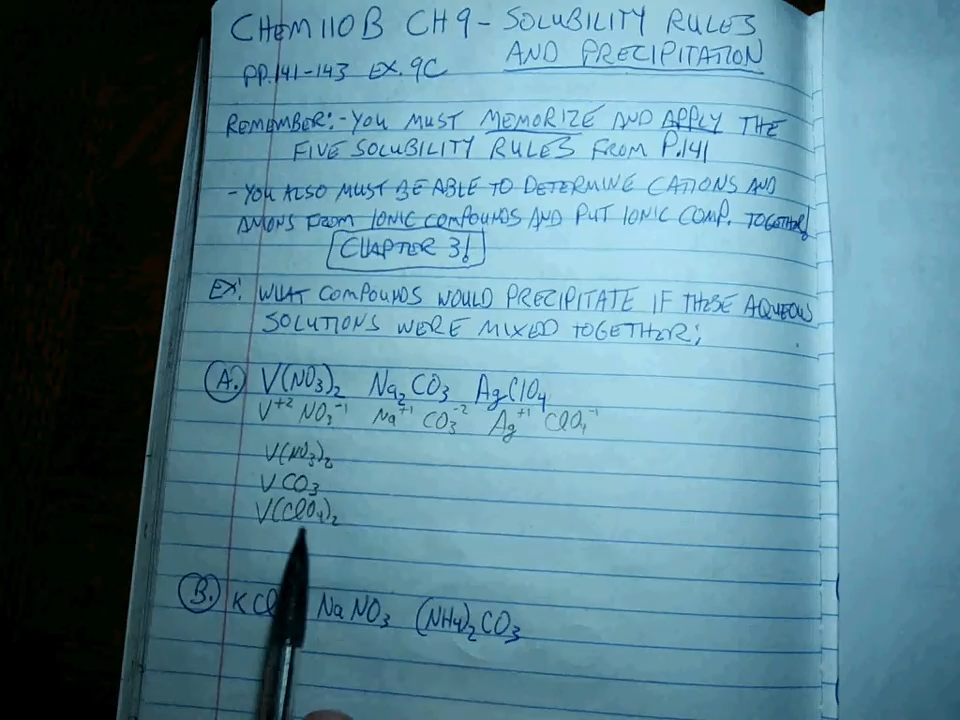 CHEM 110B CH 9 - SOLUBILITY RULES
AND PRECIPITATION
PP. 141-143 EX. 9C
REMEMBER: - YOU MUST MEMORIZE AND APPLY THE
FIVE SOLUBILITY RULES FROM P. 141
- YOU ALSO MUST BE ABLE TO DETERMINE CATIONS AND
ANIONS FROM IONIC COMPOUNDS AND PUT IONIC COMP. TOGETHER!
CHAPTER 3!
EX: WHAT COMPOUNDS WOULD PRECIPITATE IF THESE AQUEOUS
SOLUTIONS WERE MIXED TOGETHER:
A. V(NO₃)₂ Na₂CO₃ AgClO₄
V⁺² NO₃⁻¹ Na⁺¹ CO₃⁻² Ag⁺¹ ClO₄⁻¹
V(NO₃)₂
VCO₃
V(ClO₄)₂
B. NaNO₃ (NH₄)₂CO₃